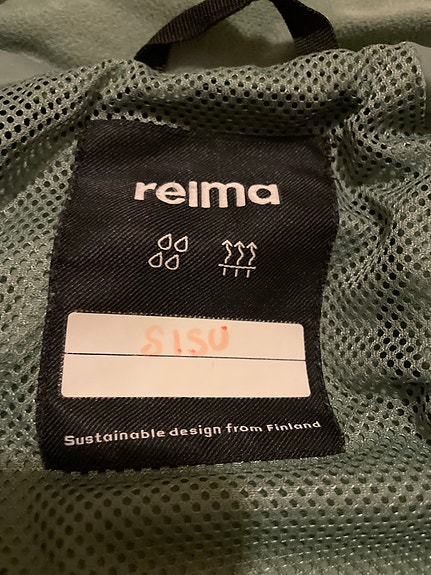 reima
SISU
Sustainable design from Finland